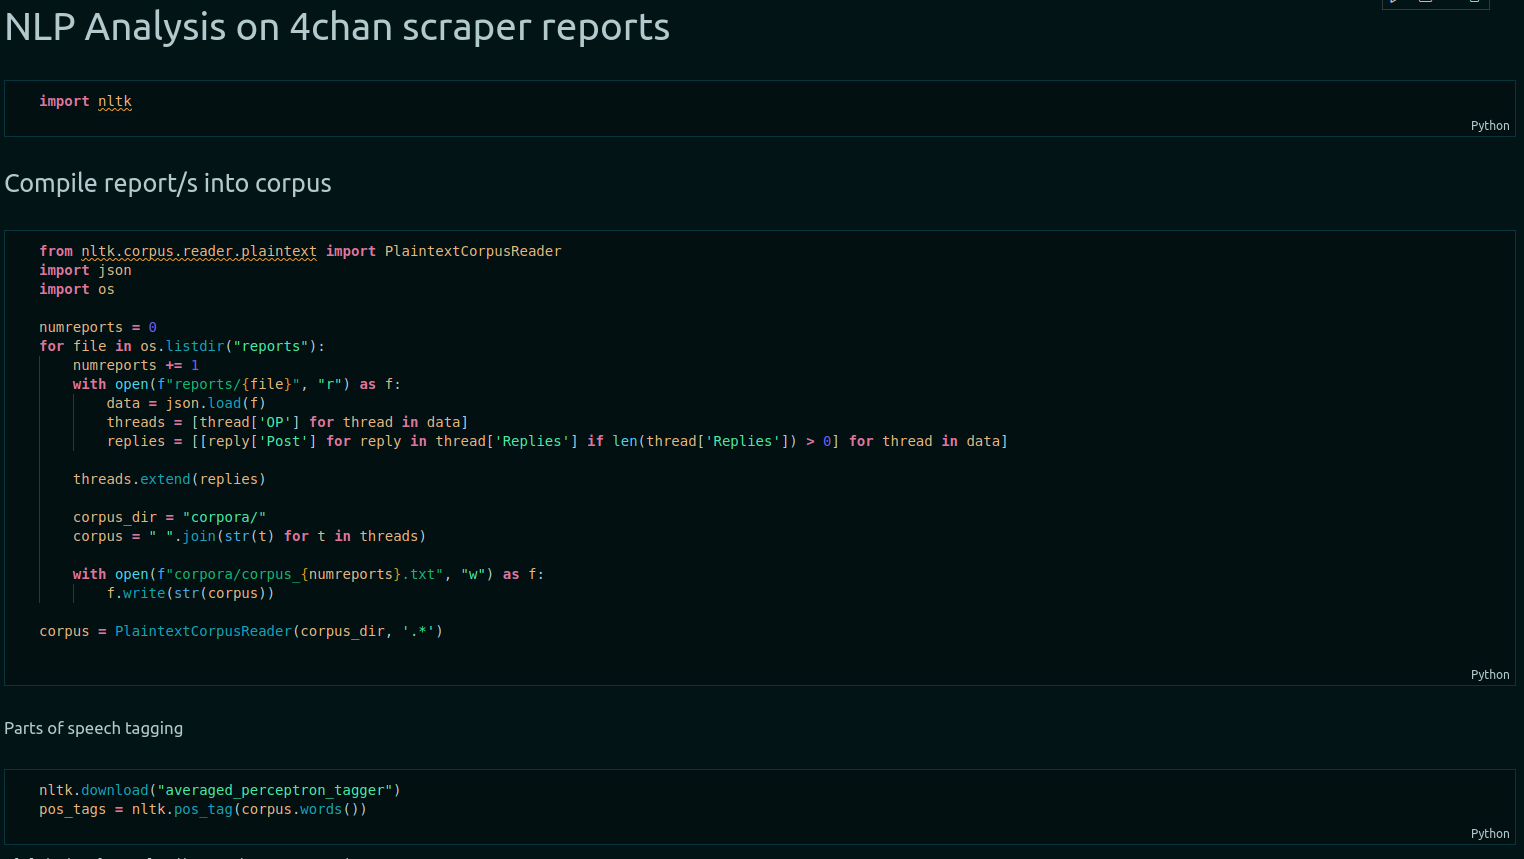 NLP Analysis on 4chan scraper reports
import nltk
Python
Compile report/s into corpus
from nltk.corpus.reader.plaintext import PlaintextCorpusReader
import json
import os
numreports = 0
for file in os.listdir("reports"):
    numreports += 1
    with open(f"reports/{file}", "r") as f:
        data = json.load(f)
        threads = [thread['OP'] for thread in data]
        replies = [[reply['Post'] for reply in thread['Replies'] if len(thread['Replies']) > 0] for thread in data]
    threads.extend(replies)
    corpus_dir = "corpora/"
    corpus = " ".join(str(t) for t in threads)
    with open(f"corpora/corpus_{numreports}.txt", "w") as f:
        f.write(str(corpus))
corpus = PlaintextCorpusReader(corpus_dir, '.*')
Python
Parts of speech tagging
nltk.download("averaged_perceptron_tagger")
pos_tags = nltk.pos_tag(corpus.words())
Python